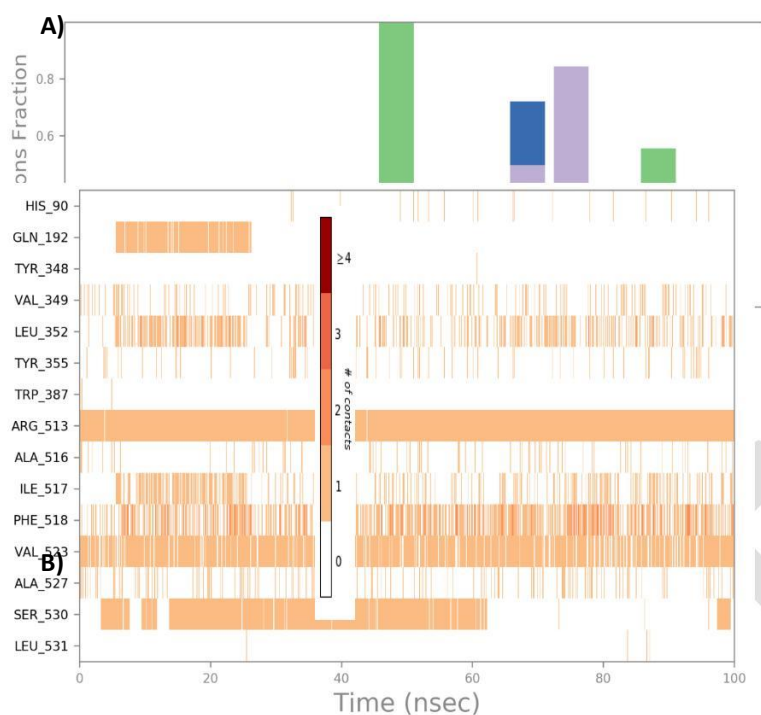 A)
0.8
0.6
ons Fraction
HIS_90
GLN_192
TYR_348
VAL_349
LEU_352
TYR_355
TRP_387
ARG_513
ALA_516
ILE_517
PHE_518
VAL_523
B)
ALA_527
SER_530
LEU_531
≥4
3
2
1
0
# of contacts
0 20 40 60 80 100
Time (nsec)